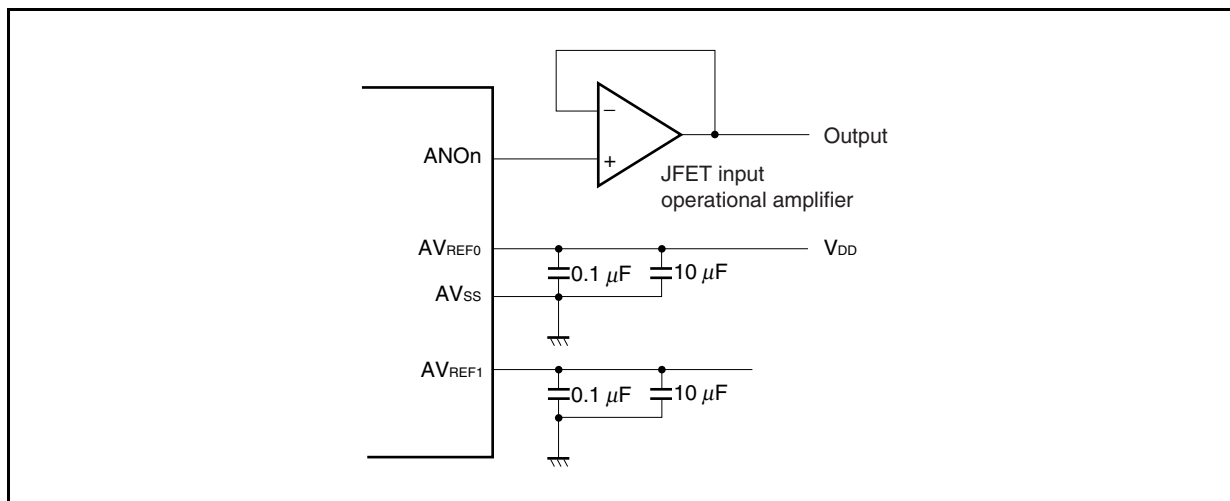 ANOn
−
+
Output
JFET input
operational amplifier
AVREF0
VDD
0.1 μF
10 μF
AVSS
AVREF1
0.1 μF
10 μF